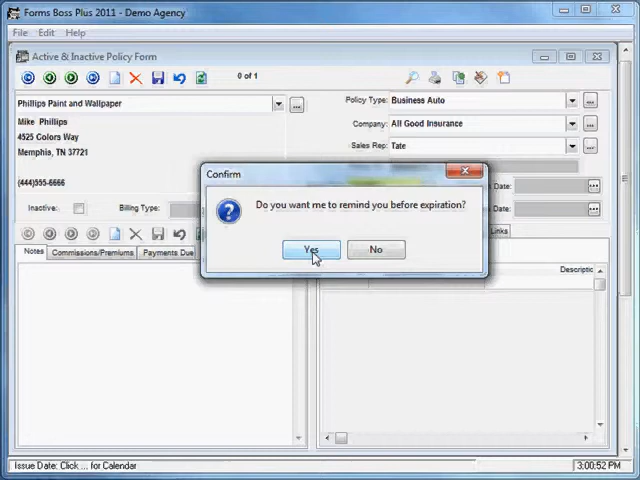 Forms Boss Plus 2011 - Demo Agency
File Edit Help
Active & Inactive Policy Form
0 of 1
Phillips Paint and Wallpaper
...
Policy Type: Business Auto
...
Mike Phillips
Company: All Good Insurance
...
4525 Colors Way
Sales Rep: Tate
...
Memphis, TN 37721
(444)555-6666
Date:
...
Inactive:
Billing Type:
Date:
...
Confirm
Do you want me to remind you before expiration?
Yes
No
Links
Notes
Commissions/Premiums
Payments Due
Descriptic
Issue Date: Click ... for Calendar
3:00:52 PM